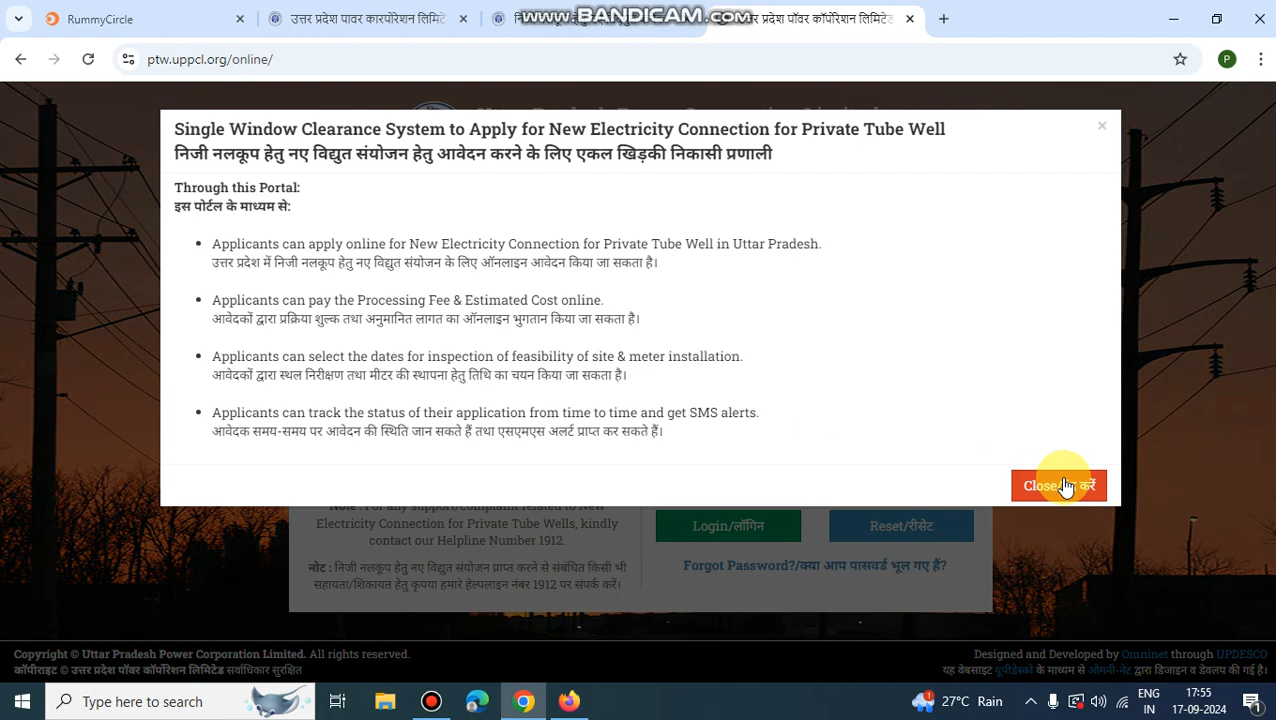 www.BANDICAM.com
RummyCircle
उत्तर प्रदेश पावर कारपोरेशन लिमिटे
प्रदेश पॉवर कॉर्पोरेशन लिमिटेड
ptw.uppcl.org/online/
P
Single Window Clearance System to Apply for New Electricity Connection for Private Tube Well
निजी नलकूप हेतु नए विद्युत संयोजन हेतु आवेदन करने के लिए एकल खिड़की निकासी प्रणाली
Through this Portal:
इस पोर्टल के माध्यम से:
Applicants can apply online for New Electricity Connection for Private Tube Well in Uttar Pradesh.
उत्तर प्रदेश में निजी नलकूप हेतु नए विद्युत संयोजन के लिए ऑनलाइन आवेदन किया जा सकता है।
Applicants can pay the Processing Fee & Estimated Cost online.
आवेदकों द्वारा प्रक्रिया शुल्क तथा अनुमानित लागत का ऑनलाइन भुगतान किया जा सकता है।
Applicants can select the dates for inspection of feasibility of site & meter installation.
आवेदकों द्वारा स्थल निरीक्षण तथा मीटर की स्थापना हेतु तिथि का चयन किया जा सकता है।
Applicants can track the status of their application from time to time and get SMS alerts.
आवेदक समय-समय पर आवेदन की स्थिति जान सकते हैं तथा एसएमएस अलर्ट प्राप्त कर सकते हैं।
Close करें
Electricity Connection for Private Tube Wells, kindly
contact our Helpline Number 1912.
नोट : निजी नलकूप हेतु नए विद्युत संयोजन प्राप्त करने से संबंधित किसी भी
सहायता/शिकायत हेतु कृपया हमारे हेल्पलाइन नंबर 1912 पर संपर्क करें।
Login/लॉगिन
Reset/रीसेट
Forgot Password?/क्या आप पासवर्ड भूल गए हैं?
Copyright © Uttar Pradesh Power Corporation Limited. All rights reserved.
कॉपीराइट © उत्तर प्रदेश पॉवर कॉर्पोरेशन लिमिटेड सर्वाधिकार सुरक्षित
Designed and Developed by Omninet through UPDESCO
यह वेबसाइट यूपीडेस्को के माध्यम से ओमनी-नेट द्वारा डिजाइन व डेवलप की गई है।
Type here to search
1
27°C Rain
ENG
IN
17:55
17-09-2024
1